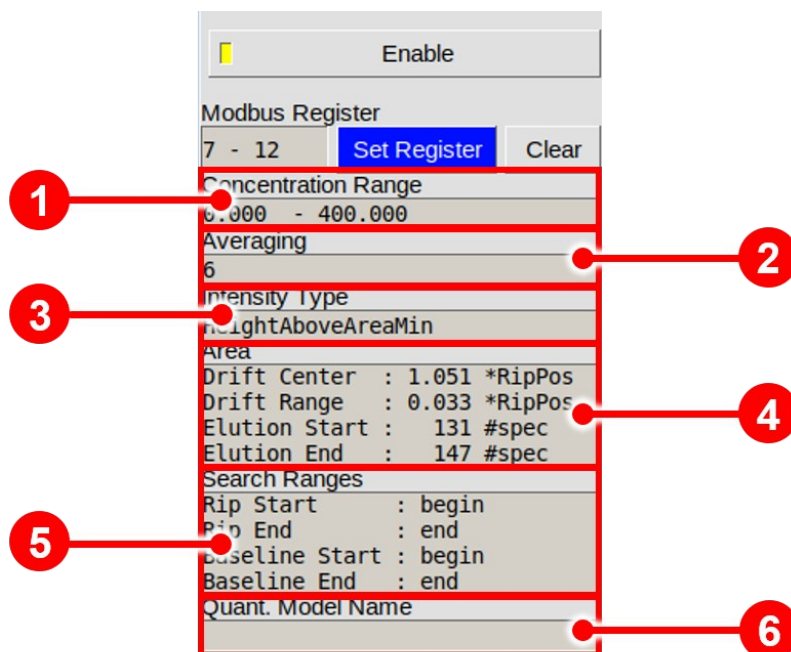 Enable
Modbus Register
7 - 12 Set Register Clear
1
Concentration Range
0.000 - 400.000
Averaging
2
6
3
Intensity Type
HeightAboveAreaMin
Area
Drift Center : 1.051 *RipPos
Drift Range : 0.033 *RipPos
4
Elution Start : 131 #spec
Elution End : 147 #spec
Search Ranges
Rip Start : begin
Rip End : end
5
Baseline Start : begin
Baseline End : end
Quant. Model Name
6